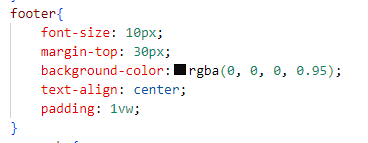 footer{
font-size: 10px;
margin-top: 30px;
background-color: rgba(0, 0, 0, 0.95);
text-align: center;
padding: 1vw;
}